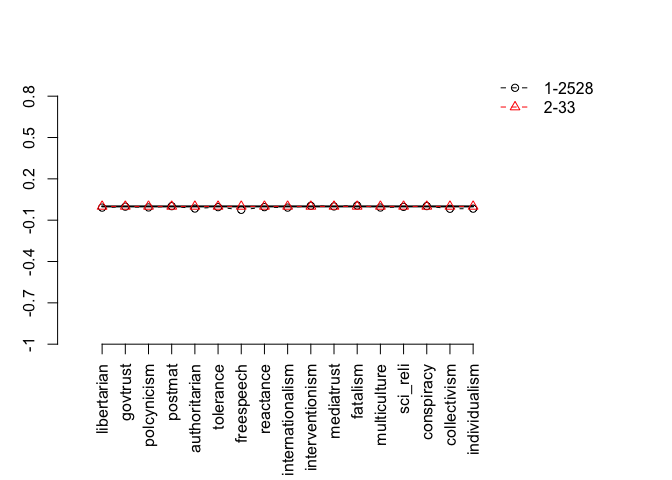 1-2528
2-33
0.8
0.5
0.2
-0.1
-0.4
-0.7
-1
libertarian
govtrust
polcynicism
postmat
authoritarian
tolerance
freespeech
reactance
internationalism
interventionism
mediatrust
fatalism
multiculture
sci_reli
conspiracy
collectivism
individualism